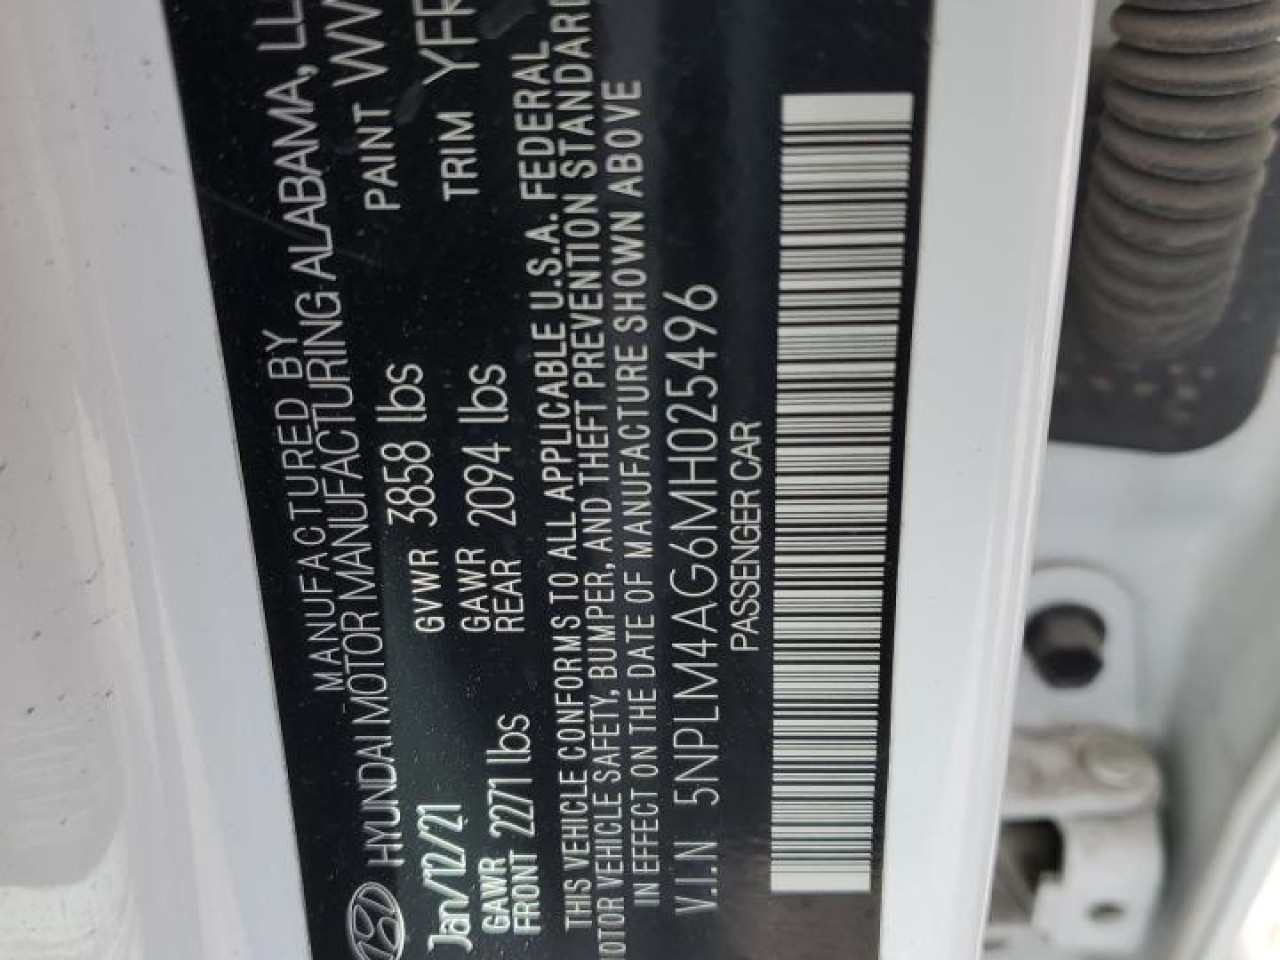 MANUFACTURED BY
HYUNDAI MOTOR MANUFACTURING ALABAMA,
Jan/12/21 GVWR 3858 lbs PAINT
GAWR FRONT 2271 lbs GAWR REAR 2094 lbs TRIM
THIS VEHICLE CONFORMS TO ALL APPLICABLE U.S.A. FEDERAL
MOTOR VEHICLE SAFETY, BUMPER, AND THEFT PREVENTION STANDARD
IN EFFECT ON THE DATE OF MANUFACTURE SHOWN ABOVE
V.I.N 5NPLM4AG6MH025496
PASSENGER CAR